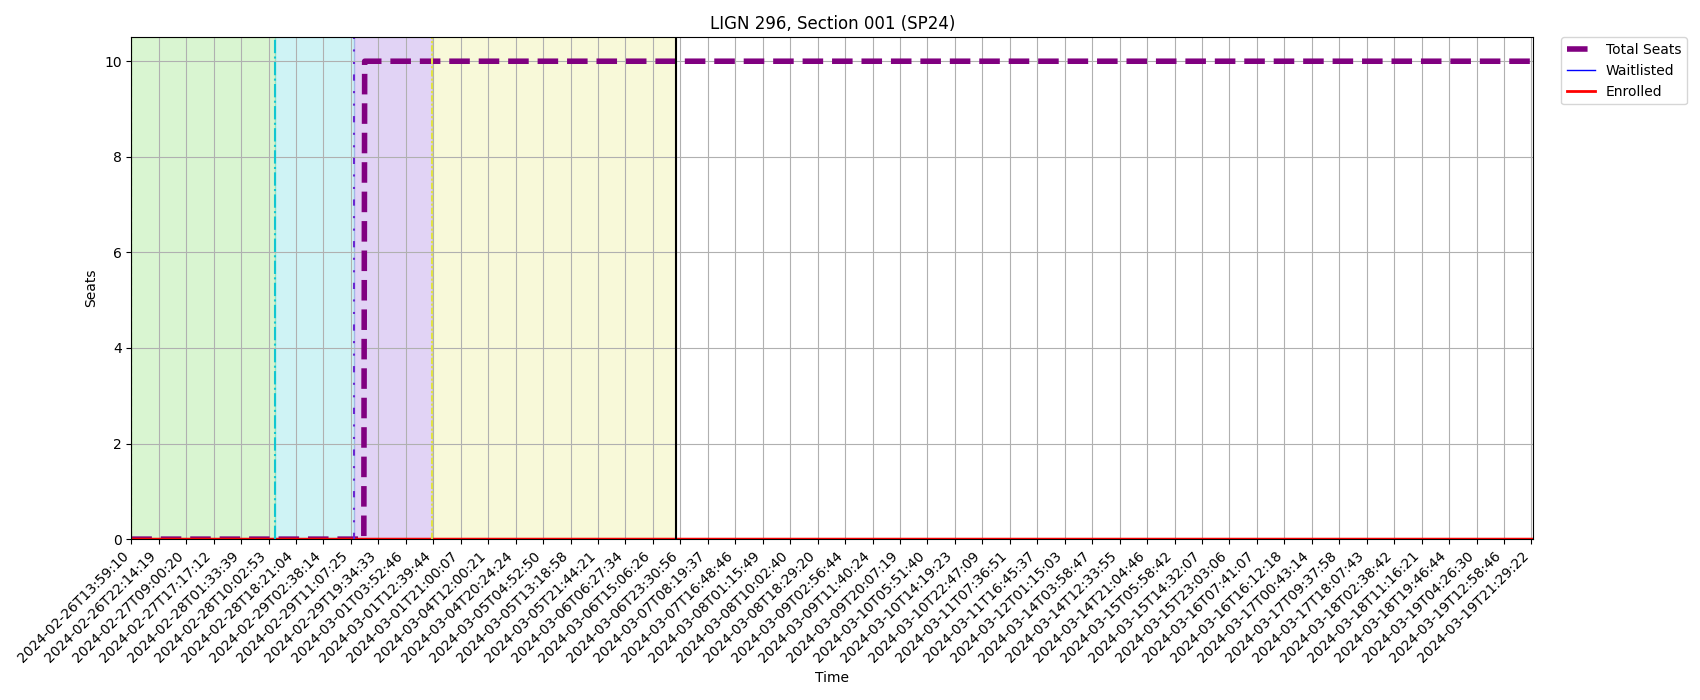 LIGN 296, Section 001 (SP24)
Total Seats
Waitlisted
Enrolled
Seats
10
8
6
4
2
0
2024-02-26T13:59:10
2024-02-26T22:14:19
2024-02-27T09:00:20
2024-02-27T17:17:12
2024-02-28T01:33:39
2024-02-28T10:02:53
2024-02-28T18:21:04
2024-02-29T02:38:14
2024-02-29T11:07:25
2024-02-29T19:34:33
2024-03-01T03:52:46
2024-03-01T12:39:44
2024-03-01T21:00:07
2024-03-04T12:00:21
2024-03-04T20:24:24
2024-03-05T04:52:50
2024-03-05T13:18:58
2024-03-05T21:44:21
2024-03-06T06:27:34
2024-03-06T15:06:26
2024-03-06T23:30:56
2024-03-07T08:19:37
2024-03-07T16:48:46
2024-03-08T01:15:49
2024-03-08T10:02:40
2024-03-08T18:29:20
2024-03-09T02:56:44
2024-03-09T11:40:24
2024-03-09T20:07:19
2024-03-10T05:51:40
2024-03-10T14:19:23
2024-03-10T22:47:09
2024-03-11T07:36:51
2024-03-11T16:45:37
2024-03-12T01:15:03
2024-03-14T03:58:47
2024-03-14T12:33:55
2024-03-14T21:04:46
2024-03-15T05:58:42
2024-03-15T14:32:07
2024-03-15T23:03:06
2024-03-16T07:41:07
2024-03-16T16:12:18
2024-03-17T00:43:14
2024-03-17T09:37:58
2024-03-17T18:07:43
2024-03-18T02:38:42
2024-03-18T11:16:21
2024-03-18T19:46:44
2024-03-19T04:26:30
2024-03-19T12:58:46
2024-03-19T21:29:22
Time